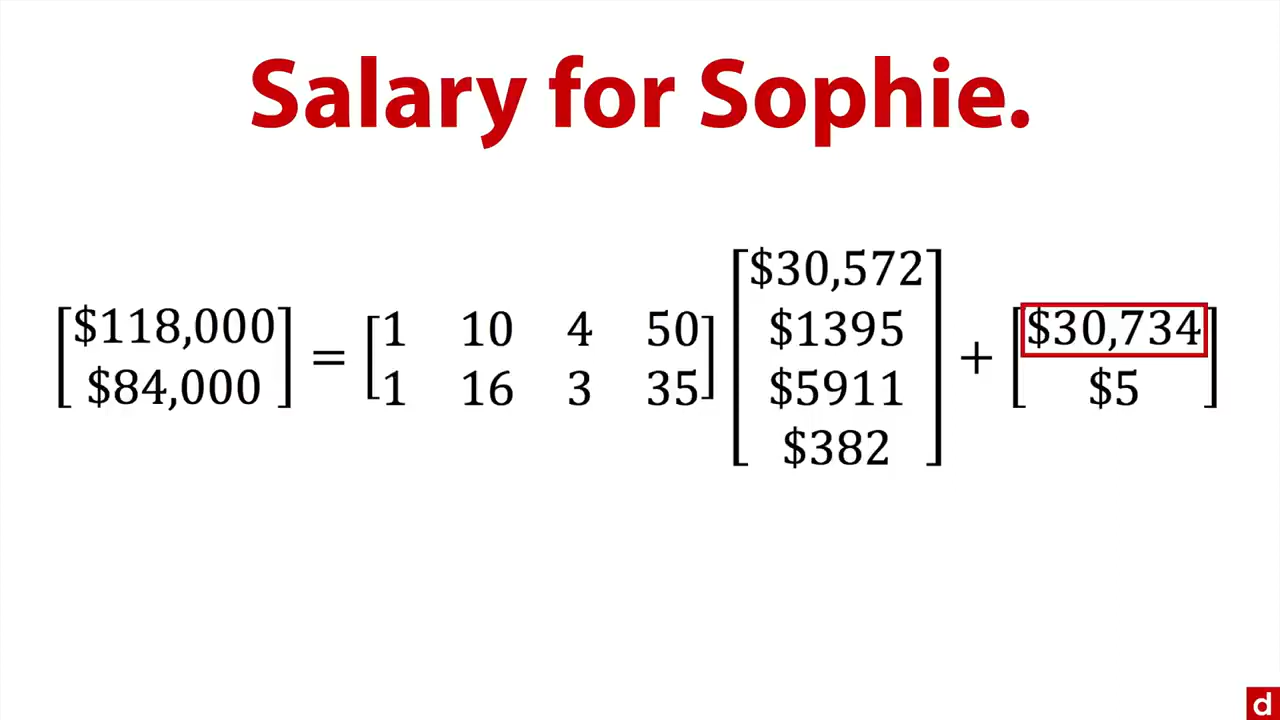 Salary for Sophie.
$30,572
[$118,000] = [1 10 4 50] $1395 + [$30,734]
[$84,000] [1 16 3 35] $5911 [$5]
$382
d